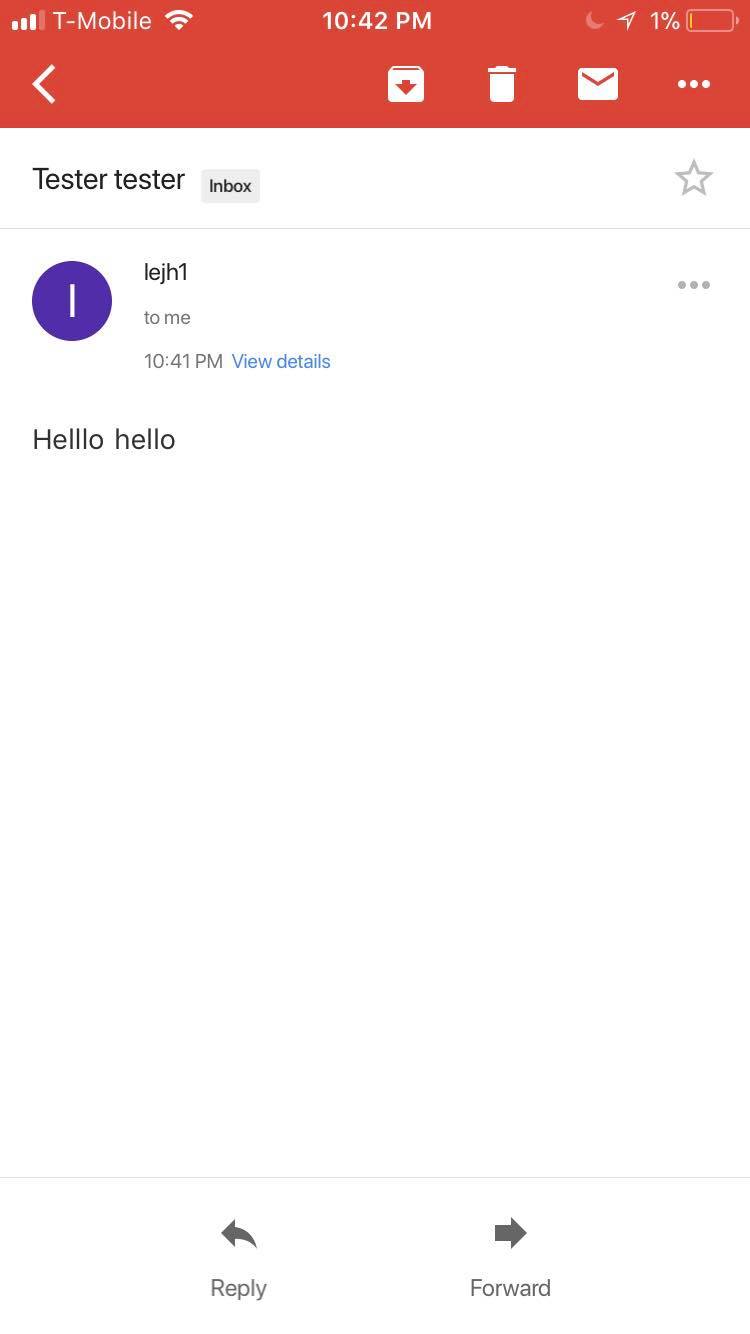 T-Mobile 10:42 PM 1%
Tester tester Inbox
l
lejh1
to me
10:41 PM View details
Helllo hello
Reply Forward